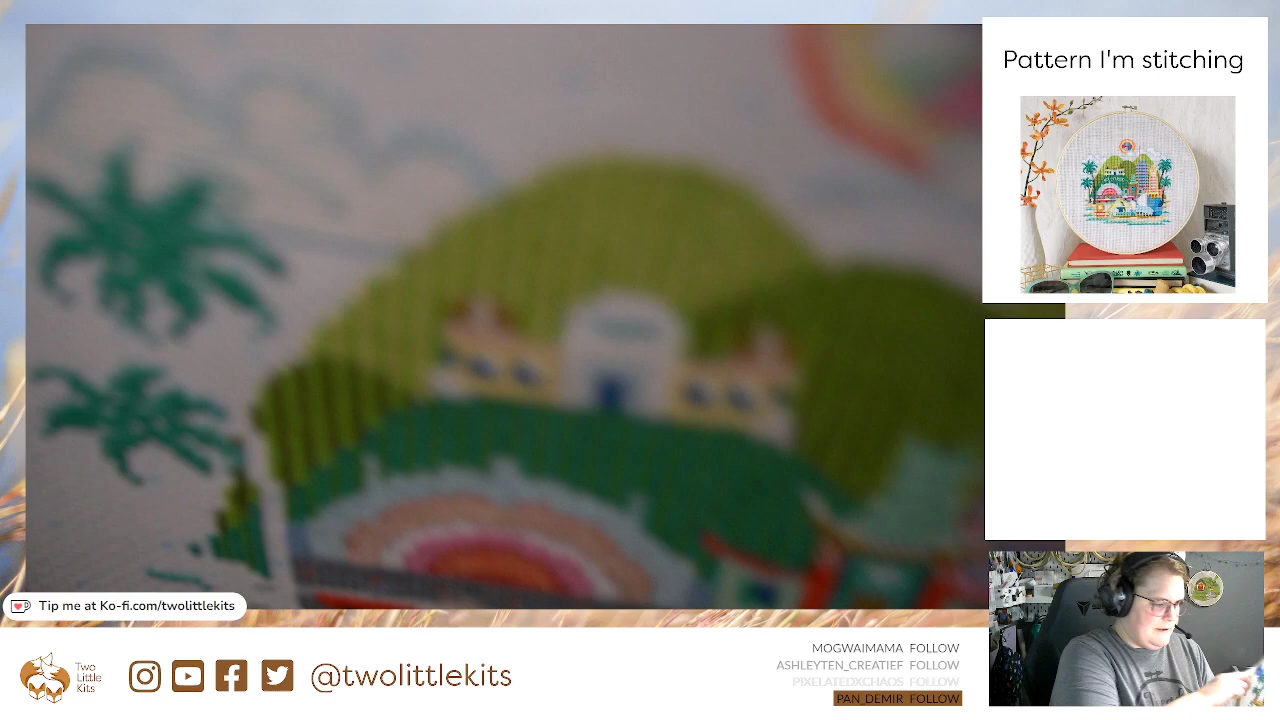 Pattern I'm stitching
Tip me at Ko-fi.com/twolittlekits
Two
Little
Kits
@twolittlekits
MOGWAIMAMA FOLLOW
ASHLEYTEN_CREATIEF FOLLOW
PIXELATEDXCHAOS FOLLOW
PAN_DEMIR FOLLOW